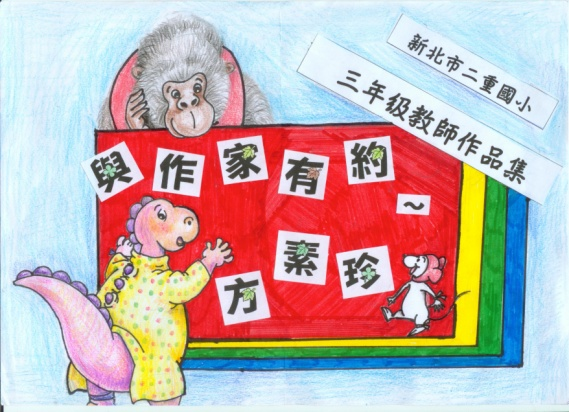 新北市二重國小
三年級教師作品集
與作家有約~
方素珍